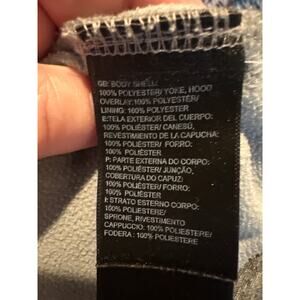 GB: BODY SHELL:
100% POLYESTER/ YOKE, HOOD
OVERLAY: 100% POLYESTER/
LINING: 100% POLYESTER
E:TELA EXTERIOR DEL CUERPO:
100% POLIÉSTER/ CANESÚ,
REVESTIMIENTO DE LA CAPUCHA:
100% POLIÉSTER/ FORRO:
100% POLIÉSTER
P: PARTE EXTERNA DO CORPO:
100% POLIÉSTER/ JUNÇÃO,
COBERTURA DO CAPUZ:
100% POLIÉSTER/ FORRO:
100% POLIÉSTER
I: STRATO ESTERNO CORPO:
100% POLIESTERE/
SPRONE, RIVESTIMENTO
CAPPUCCIO: 100% POLIESTERE/
FODERA: 100% POLIESTERE